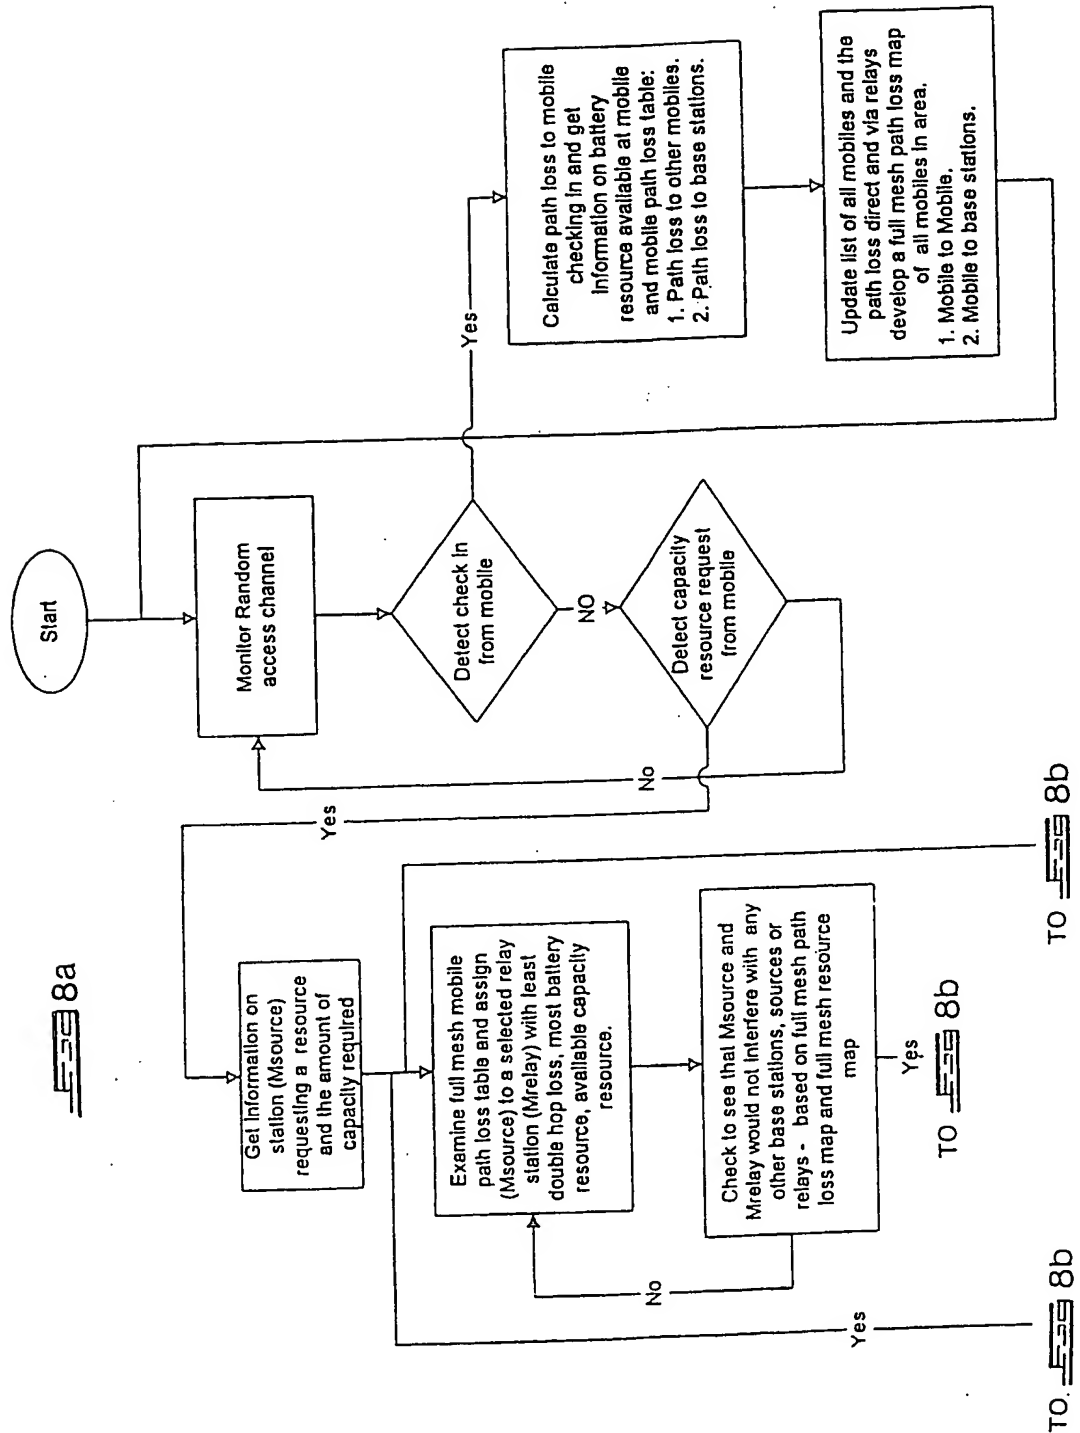 Fig 8a
Start
Monitor Random
access channel
Detect check in
from mobile
Yes
Calculate path loss to mobile
checking in and get
Information on battery
resource available at mobile
and mobile path loss table:
1. Path loss to other mobiles.
2. Path loss to base stations.
Update list of all mobiles and the
path loss direct and via relays
develop a full mesh path loss map
of all mobiles in area.
1. Mobile to Mobile.
2. Mobile to base stations.
NO
Detect capacity
resource request
from mobile
No
Yes
Get Information on
station (Msource)
requesting a resource
and the amount of
capacity required
Examine full mesh mobile
path loss table and assign
(Msource) to a selected relay
station (Mrelay) with least
double hop loss, most battery
resource, available capacity
resource.
Check to see that Msource and
Mrelay would not Interfere with any
other base stations, sources or
relays - based on full mesh path
loss map and full mesh resource
map
No
Yes
Yes
TO. Fig 8b
TO Fig 8b
TO Fig 8b